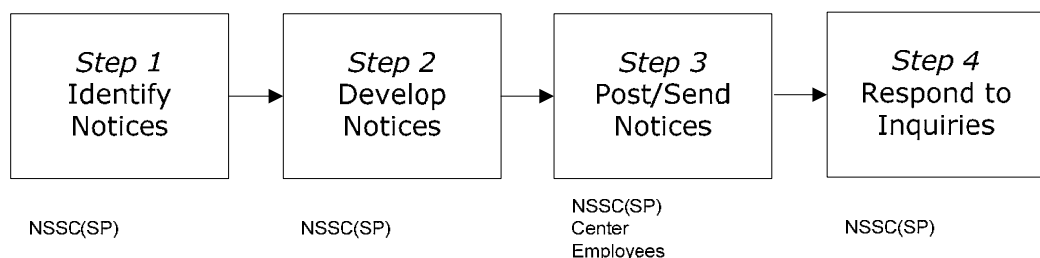 Step 1
Identify
Notices
Step 2
Develop
Notices
Step 3
Post/Send
Notices
Step 4
Respond to
Inquiries
NSSC(SP)
NSSC(SP)
NSSC(SP)
Center
Employees
NSSC(SP)